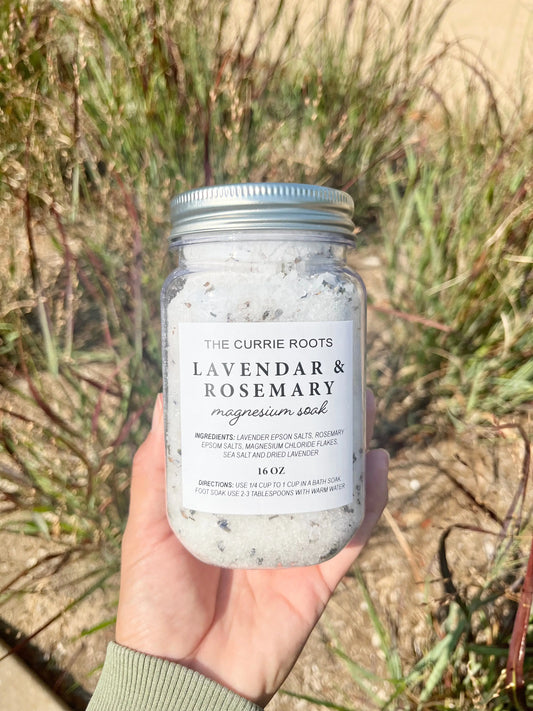 THE CURRIE ROOTS
LAVENDAR &
ROSEMARY
magnesium soak
INGREDIENTS: LAVENDER EPSON SALTS, ROSEMARY
EPSOM SALTS, MAGNESIUM CHLORIDE FLAKES,
SEA SALT AND DRIED LAVENDER
16 OZ
DIRECTIONS: USE 1/4 CUP TO 1 CUP IN A BATH SOAK.
FOOT SOAK USE 2-3 TABLESPOONS WITH WARM WATER